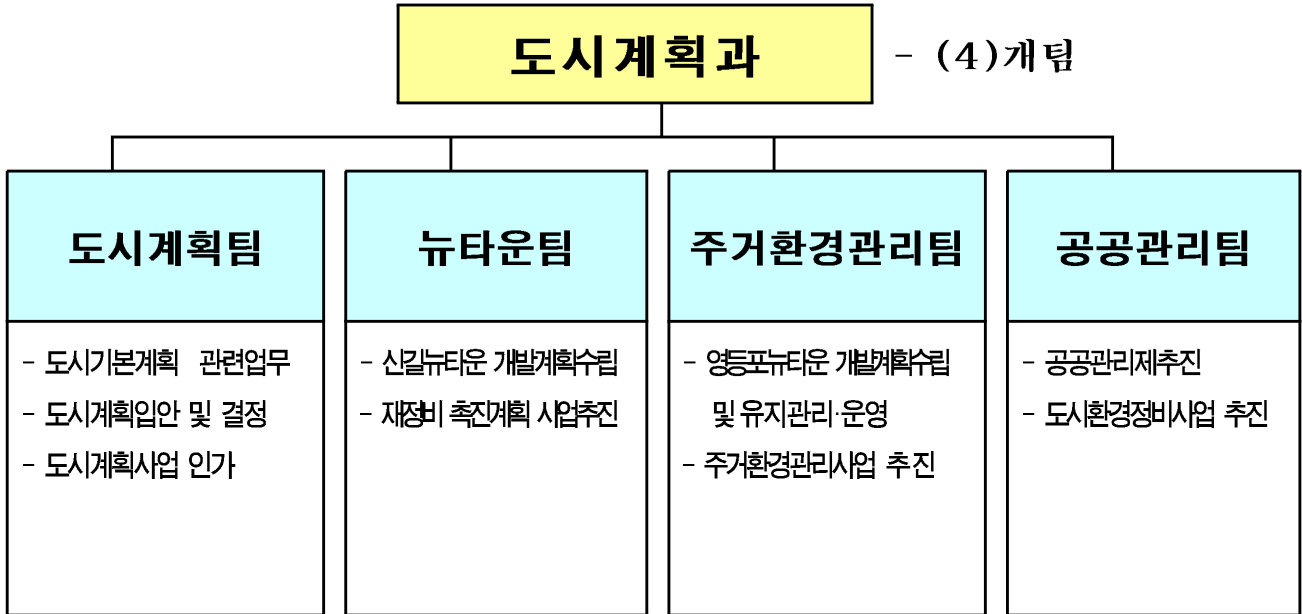 도시계획과
- (4)개팀
도시계획팀
- 도시기본계획 관련업무
- 도시계획입안 및 결정
- 도시계획사업 인가
뉴타운팀
- 신길뉴타운 개발계획수립
- 재정비 촉진계획 사업추진
주거환경관리팀
- 영등포뉴타운 개발계획수립
및 유지관리·운영
- 주거환경관리사업 추진
공공관리팀
- 공공관리제추진
- 도시환경정비사업 추진